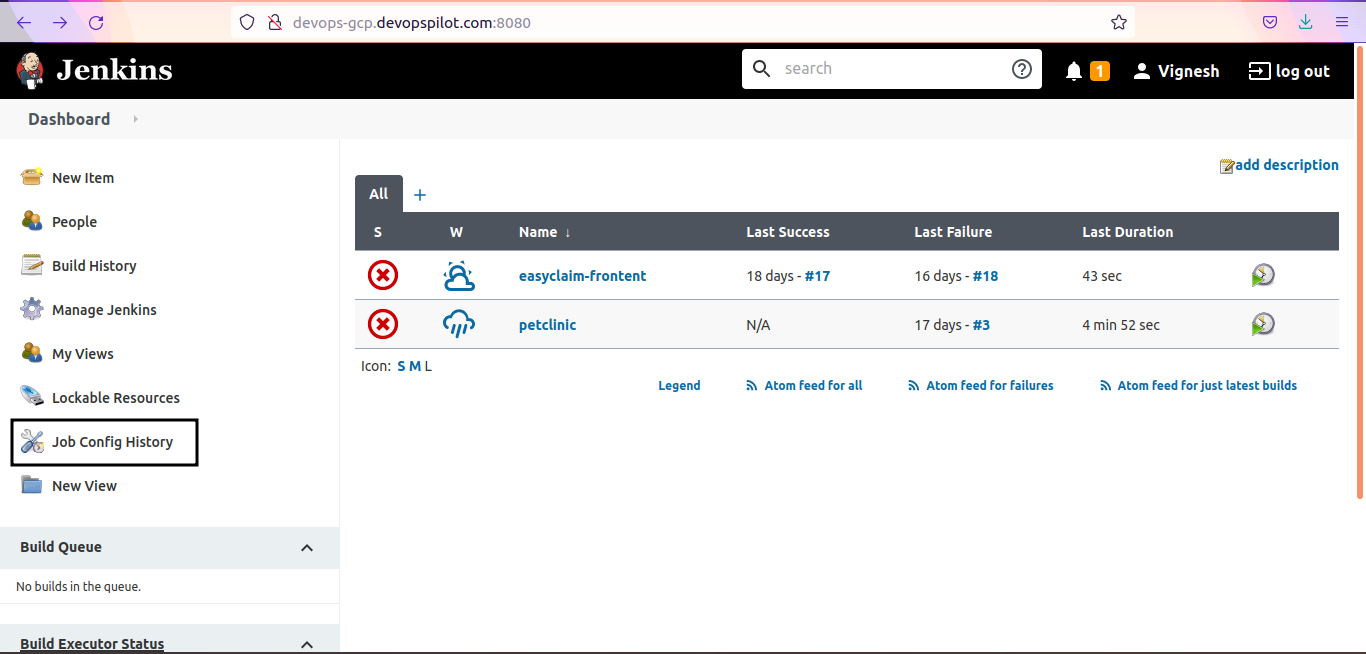 devops-gcp.devopspilot.com:8080
Jenkins
search
1
Vignesh
log out
Dashboard
New Item
People
Build History
Manage Jenkins
My Views
Lockable Resources
Job Config History
New View
Build Queue
No builds in the queue.
Build Executor Status
add description
All +
S W Name ↓ Last Success Last Failure Last Duration
easyclaim-frontent 18 days - #17 16 days - #18 43 sec
petclinic N/A 17 days - #3 4 min 52 sec
Icon: S M L
Legend Atom feed for all Atom feed for failures Atom feed for just latest builds